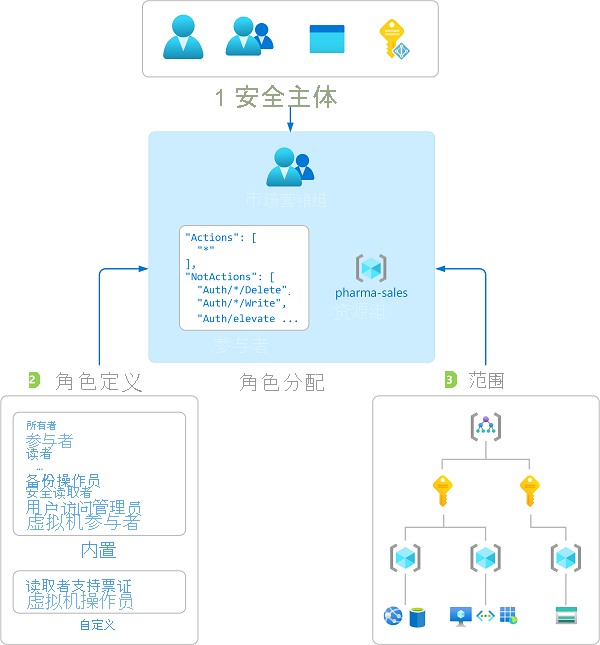 1 安全主体
市场营销组
"Actions": [
"*"
],
"NotActions": [
"Auth/*/Delete",
"Auth/*/Write",
"Auth/elevate ...
参与者
pharma-sales
资源组
2 角色定义
角色分配
3 范围
所有者
参与者
读者
...
备份操作员
安全读取者
用户访问管理员
虚拟机参与者
内置
读取者支持票证
虚拟机操作员
自定义